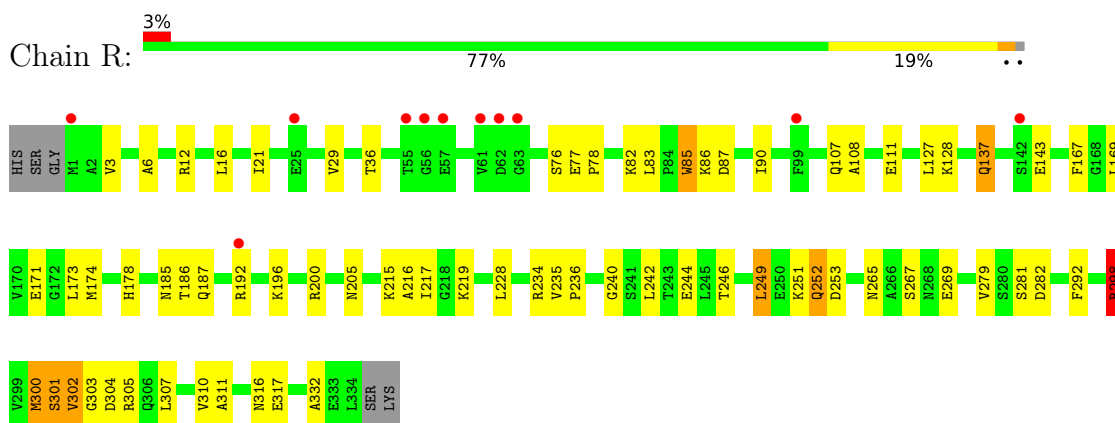 3%
Chain R:
77%
19%
• •
HIS SER GLY M1 A2 V3 A6 R12 L16 I21 E25 V29 T36 T55 G56 E57 V61 D62 G63 S76 E77 P78 K82 L83 P84 W85 K86 D87 I90 F99 Q107 A108 E111 L127 K128 Q137 S142 E143 F167 G168 L169
V170 E171 G172 L173 M174 H178 N185 T186 Q187 R192 K196 R200 N205 K215 A216 I217 G218 K219 L228 R234 V235 P236 G240 S241 L242 T243 E244 L245 T246 L249 E250 K251 Q252 D253 N265 A266 S267 N268 E269 V279 S280 S281 D282 F292
V299 M300 S301 V302 G303 D304 R305 Q306 L307 V310 A311 N316 E317 A332 E333 L334 SER LYS